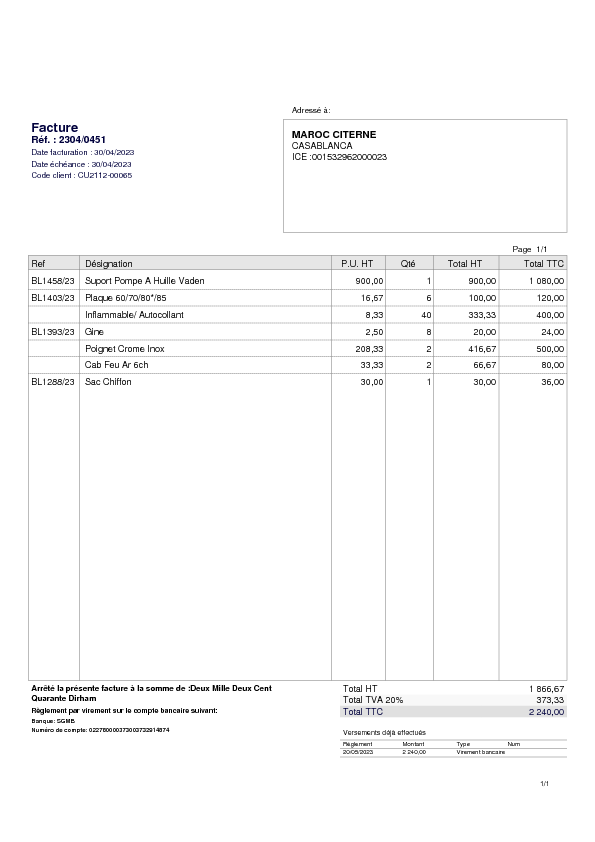 Adressé à:
Facture
Réf. : 2304/0451
Date facturation : 30/04/2023
Date échéance : 30/04/2023
Code client : CU2112-00065
MAROC CITERNE
CASABLANCA
ICE :001532962000023
Page 1/1
Ref Désignation P.U. HT Qté Total HT Total TTC
BL1458/23 Suport Pompe A Huille Vaden 900,00 1 900,00 1 080,00
BL1403/23 Plaque 60/70/80*/85 16,67 6 100,00 120,00
Inflammable/ Autocollant 8,33 40 333,33 400,00
BL1393/23 Gine 2,50 8 20,00 24,00
Poignet Crome Inox 208,33 2 416,67 500,00
Cab Feu Ar 6ch 33,33 2 66,67 80,00
BL1288/23 Sac Chiffon 30,00 1 30,00 36,00
Arrêté la présente facture à la somme de :Deux Mille Deux Cent
Quarante Dirham
Règlement par virement sur le compte bancaire suivant:
Banque: SGMB
Numéro de compte:
Total HT 1 866,67
Total TVA 20% 373,33
Total TTC 2 240,00
Versements déjà effectués
Règlement Montant Type Num
20/05/2023 2 240,00 Virement bancaire
1/1